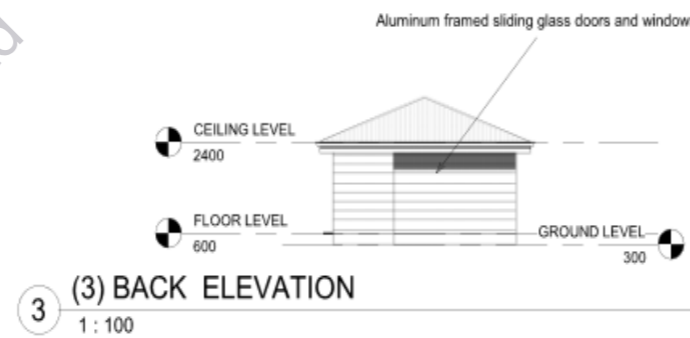 Aluminum framed sliding glass doors and window
CEILING LEVEL
2400
FLOOR LEVEL
600
GROUND LEVEL
300
3
(3) BACK ELEVATION
1 : 100